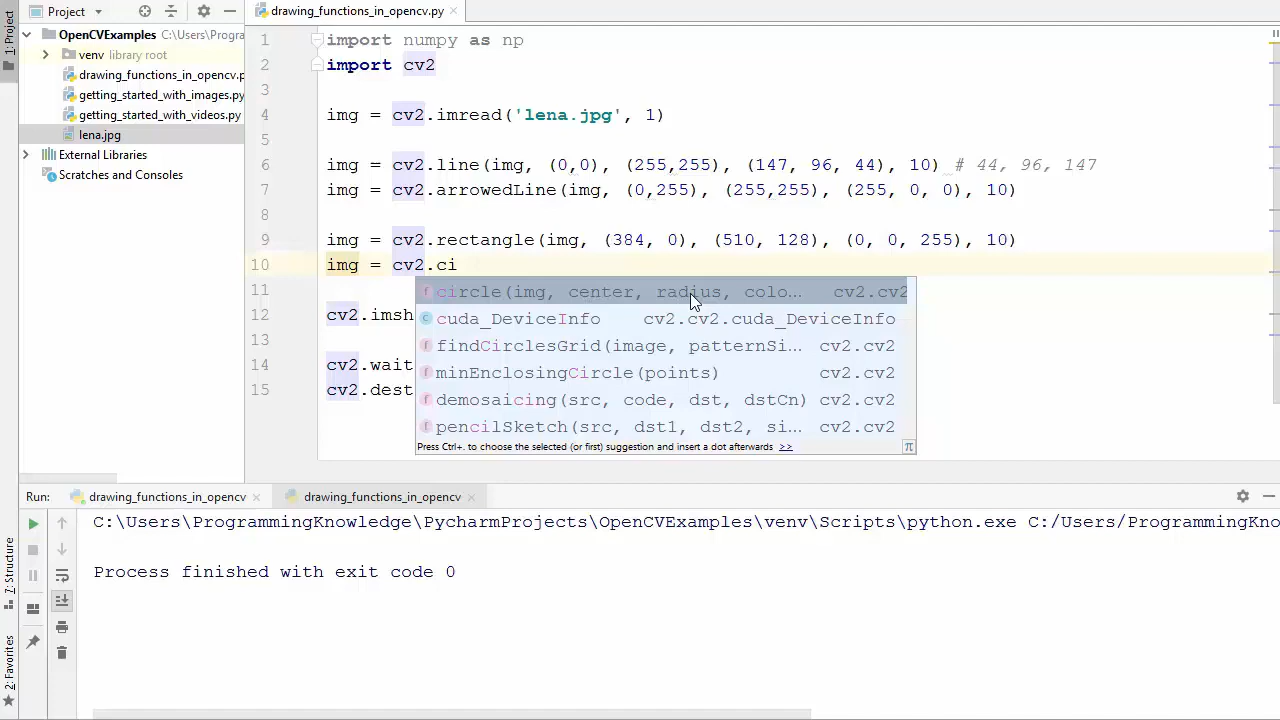 Project
drawing_functions_in_opencv.py
1: Project
OpenCVExamples C:\Users\Progra
venv library root
drawing_functions_in_opencv.p
getting_started_with_images.py
getting_started_with_videos.py
lena.jpg
External Libraries
Scratches and Consoles
1 import numpy as np
2 import cv2
3
4 img = cv2.imread('lena.jpg', 1)
5
6 img = cv2.line(img, (0,0), (255,255), (147, 96, 44), 10) # 44, 96, 147
7 img = cv2.arrowedLine(img, (0,255), (255,255), (255, 0, 0), 10)
8
9 img = cv2.rectangle(img, (384, 0), (510, 128), (0, 0, 255), 10)
10 img = cv2.ci
11
12 cv2.imsh
13
14 cv2.wait
15 cv2.dest
circle(img, center, radius, colo... cv2.cv2
cuda_DeviceInfo cv2.cv2.cuda_DeviceInfo
findCirclesGrid(image, patternSi... cv2.cv2
minEnclosingCircle(points) cv2.cv2
demosaicing(src, code, dst, dstCn) cv2.cv2
pencilSketch(src, dst1, dst2, si... cv2.cv2
Press Ctrl+. to choose the selected (or first) suggestion and insert a dot afterwards >> π
Run: drawing_functions_in_opencv drawing_functions_in_opencv
C:\Users\ProgrammingKnowledge\PycharmProjects\OpenCVExamples\venv\Scripts\python.exe C:/Users/ProgrammingKno
Process finished with exit code 0
7: Structure
2: Favorites